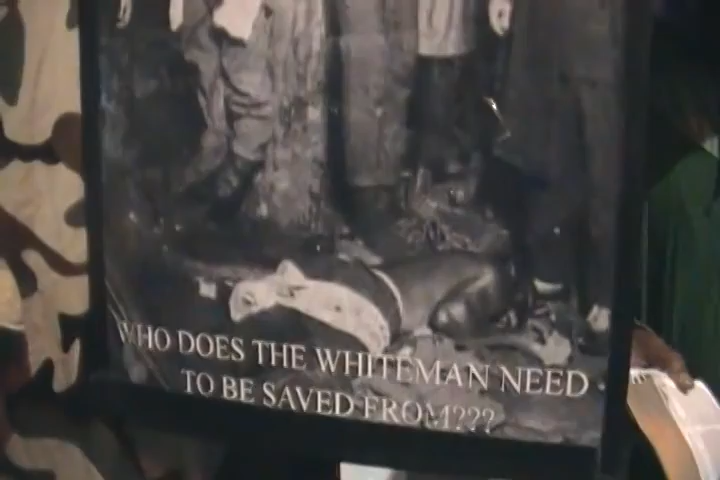 WHO DOES THE WHITEMAN NEED
TO BE SAVED FROM???